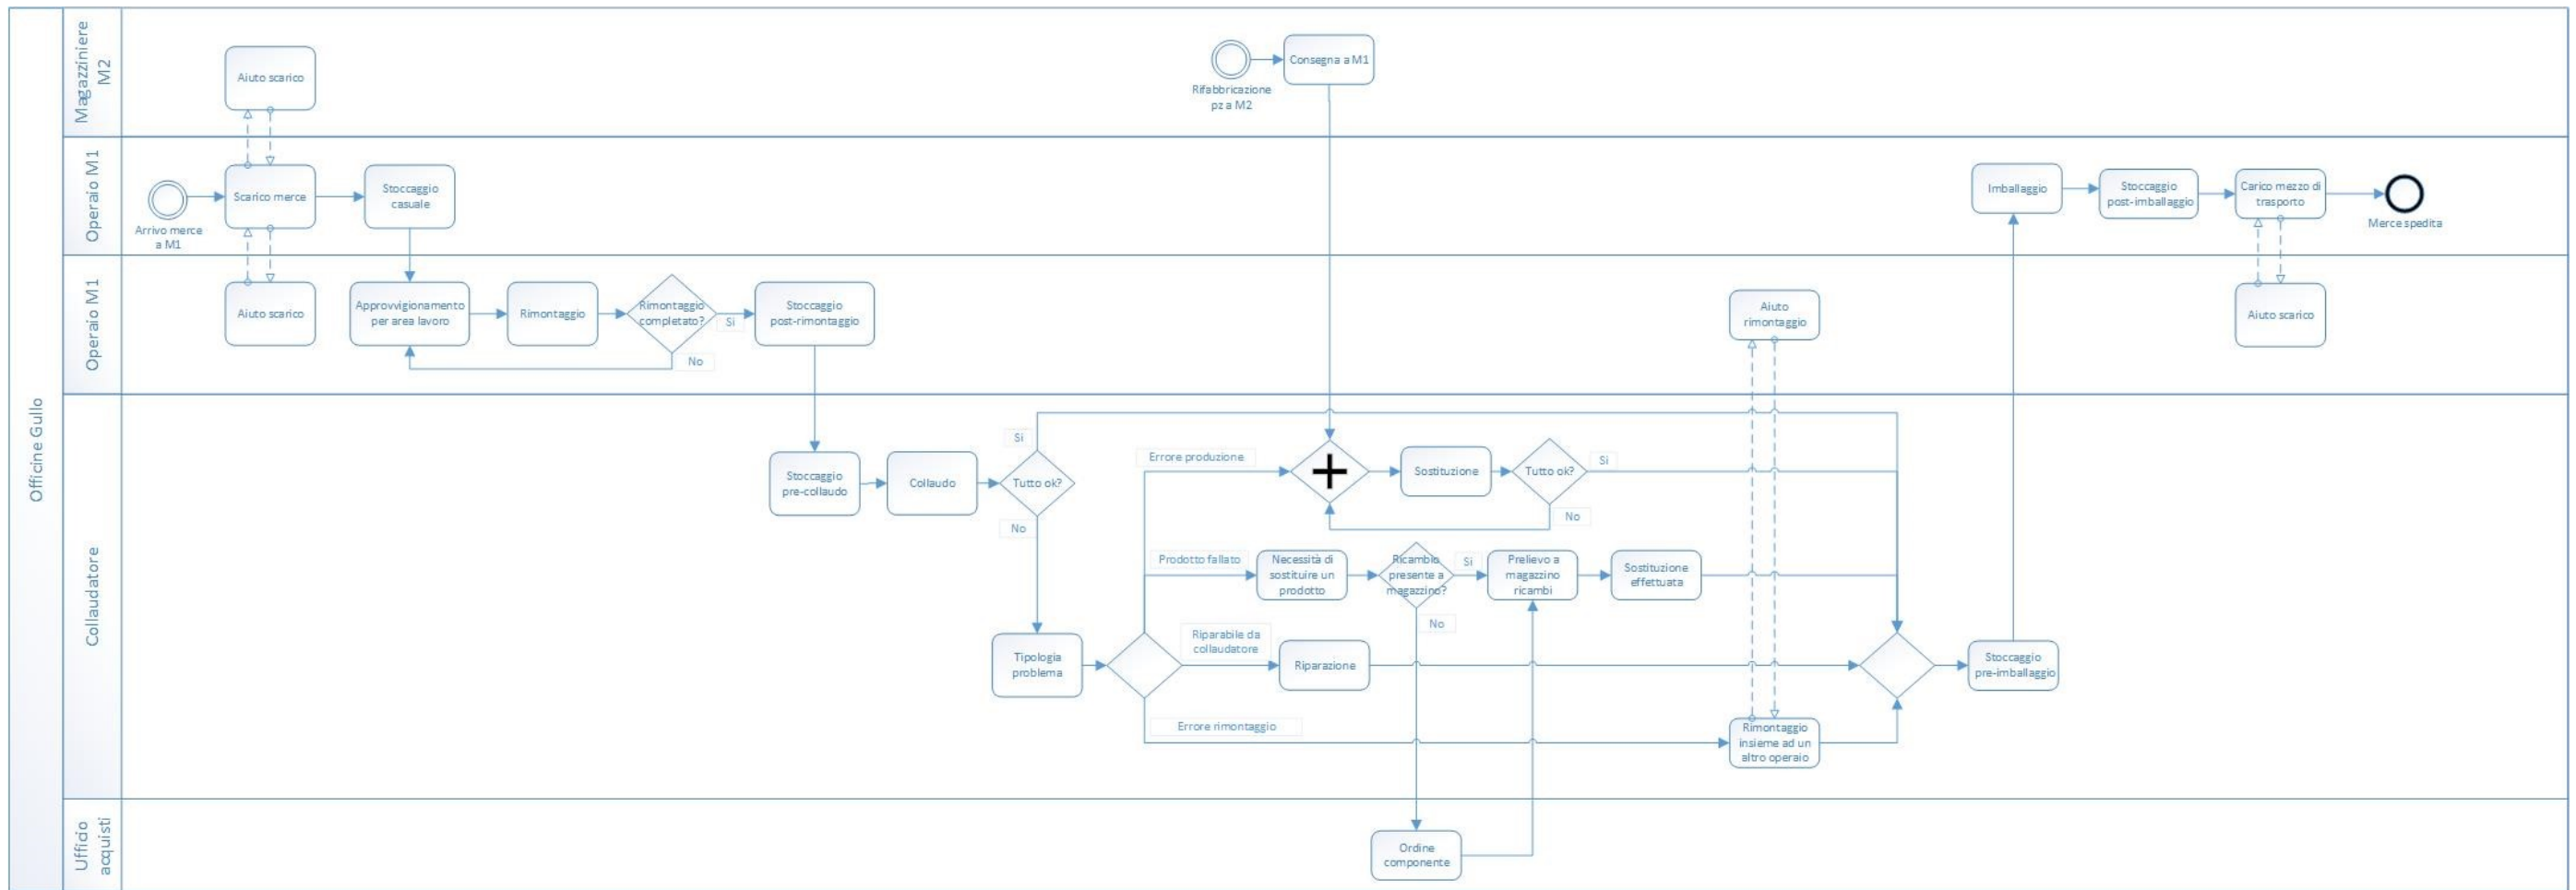 Officine Gullo
Magazziniere
M2
Aiuto scarico
Rifabbricazione
pz a M2
Consegna a M1
Operaio M1
Arrivo merce
a M1
Scarico merce
Stoccaggio
casuale
Imballaggio
Stoccaggio
post-imballaggio
Carico mezzo di
trasporto
Merce spedita
Operaio M1
Aiuto scarico
Approvvigionamento
per area lavoro
Rimontaggio
Rimontaggio
completato?
Si
No
Stoccaggio
post-rimontaggio
Aiuto
rimontaggio
Aiuto scarico
Collaudatore
Stoccaggio
pre-collaudo
Collaudo
Si
Tutto ok?
No
Errore produzione
Sostituzione
Tutto ok?
Si
No
Prodotto fallato
Necessità di
sostituire un
prodotto
Ricambio
presente a
magazzino?
Si
No
Prelievo a
magazzino
ricambi
Sostituzione
effettuata
Tipologia
problema
Riparabile da
collaudatore
Riparazione
Stoccaggio
pre-imballaggio
Errore rimontaggio
Rimontaggio
insieme ad un
altro operaio
Ufficio
acquisti
Ordine
componente